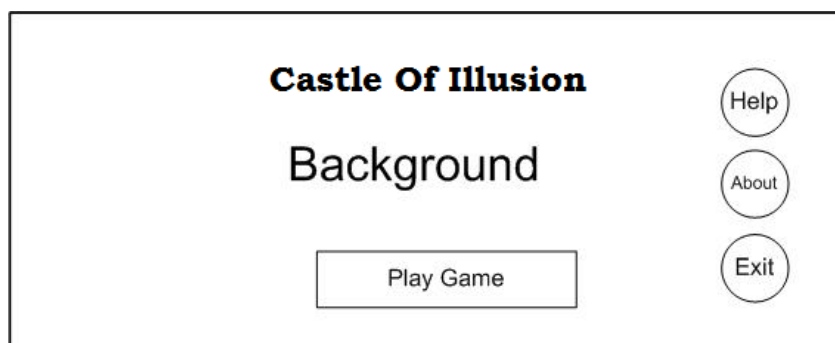 Castle Of Illusion
Help
Background
About
Play Game
Exit